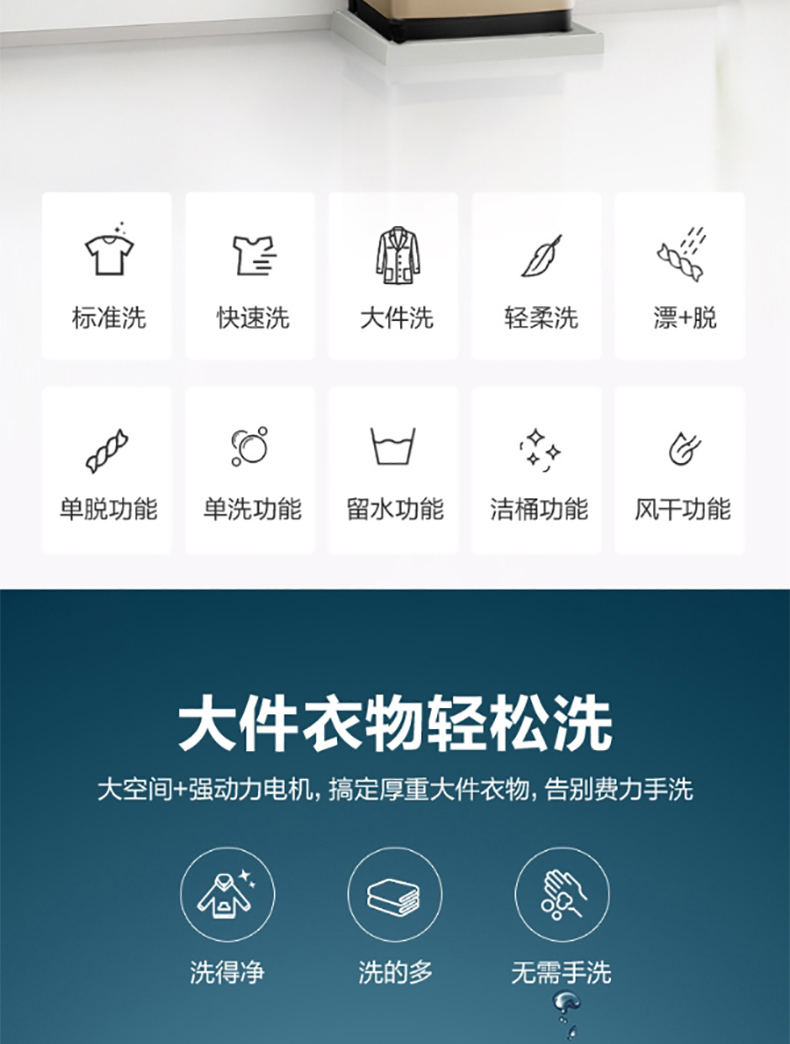 标准洗
快速洗
大件洗
轻柔洗
漂+脱
单脱功能
单洗功能
留水功能
洁桶功能
风干功能
大件衣物轻松洗
大空间+强动力电机, 搞定厚重大件衣物, 告别费力手洗
洗得净
洗的多
无需手洗